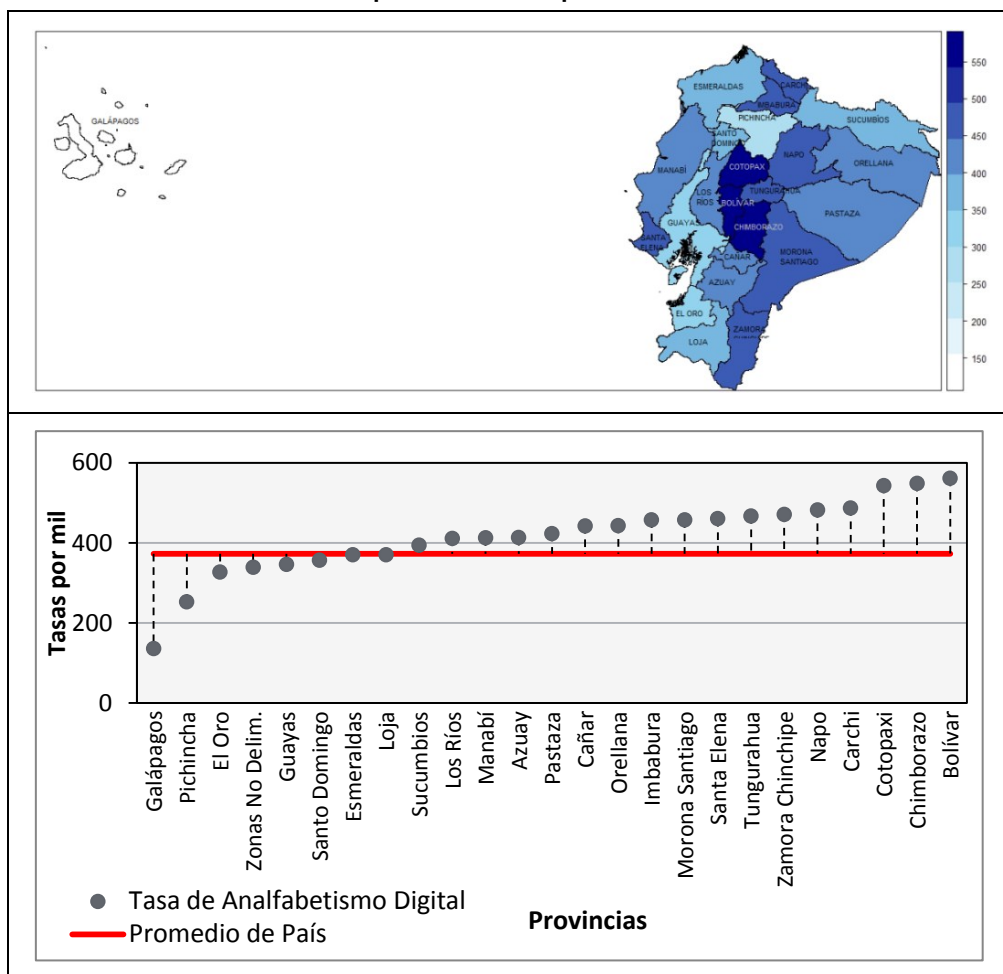 GALÁPAGOS
ESMERALDAS
CARCHI
IMBABURA
PICHINCHA
SUCUMBÍOS
SANTO
DOMINGO
NAPO
ORELLANA
MANABÍ
COTOPAX
LOS
RÍOS
TUNGURAHUA
BOLÍVAR
PASTAZA
GUAYAS
CHIMBORAZO
SANTA
ELENA
MORONA
SANTIAGO
CAÑAR
AZUAY
EL ORO
ZAMORA
LOJA
550
500
450
400
350
300
250
200
150
Tasas por mil
600
400
200
0
Galápagos
Pichincha
El Oro
Zonas No Delim.
Guayas
Santo Domingo
Esmeraldas
Loja
Sucumbios
Los Ríos
Manabí
Azuay
Pastaza
Cañar
Orellana
Imbabura
Morona Santiago
Santa Elena
Tungurahua
Zamora Chinchipe
Napo
Carchi
Cotopaxi
Chimborazo
Bolívar
Tasa de Analfabetismo Digital
Promedio de País
Provincias